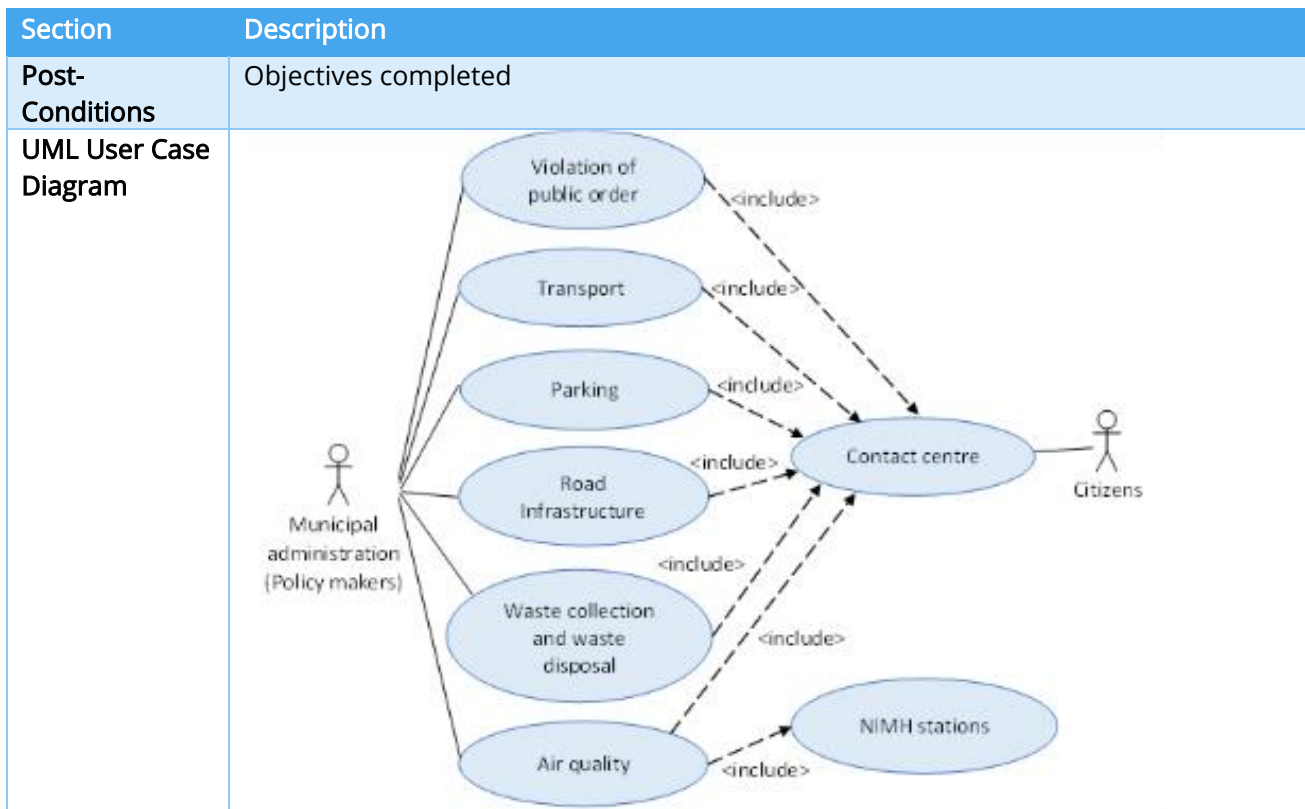 Section Description
Post-
Conditions
Objectives completed
UML User Case
Diagram
Violation of
public order
<include>
Transport
<include>
Parking
<include>
Road
Infrastructure
<include>
Waste collection
and waste
disposal
<include>
Air quality
<include>
<include>
Municipal
administration
(Policy makers)
Contact centre
Citizens
NIMH stations